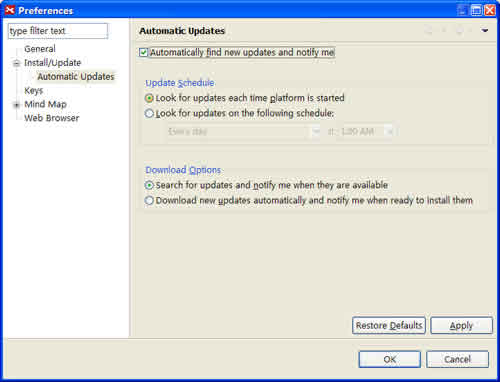 Preferences
type filter text
General
Install/Update
Automatic Updates
Keys
Mind Map
Web Browser
Automatic Updates
Automatically find new updates and notify me
Update Schedule
Look for updates each time platform is started
Look for updates on the following schedule:
Every day at 1:00 AM
Download Options
Search for updates and notify me when they are available
Download new updates automatically and notify me when ready to install them
Restore Defaults Apply
OK Cancel